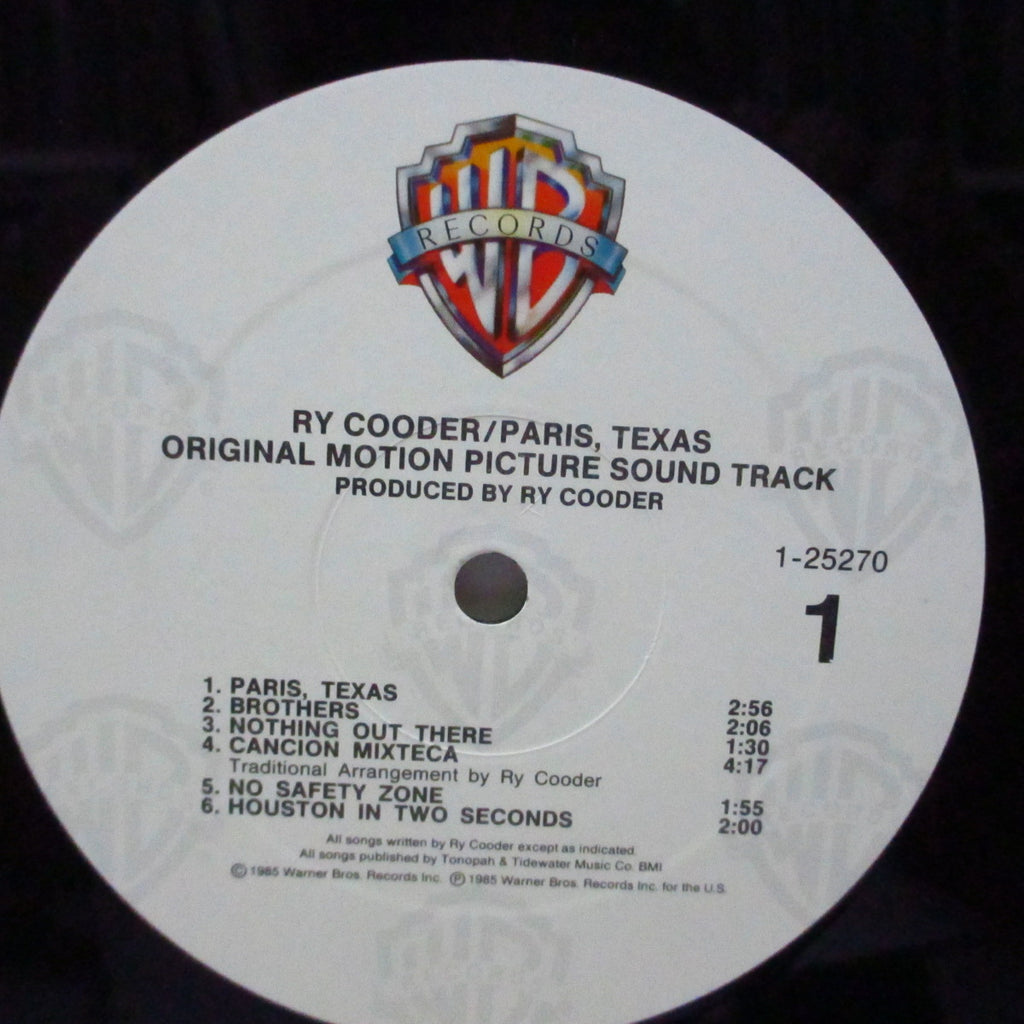 WB
RECORDS
RY COODER/PARIS, TEXAS
ORIGINAL MOTION PICTURE SOUND TRACK
PRODUCED BY RY COODER
1-25270
1
1. PARIS, TEXAS 2:56
2. BROTHERS 2:06
3. NOTHING OUT THERE 1:30
4. CANCION MIXTECA 4:17
Traditional Arrangement by Ry Cooder
5. NO SAFETY ZONE 1:55
6. HOUSTON IN TWO SECONDS 2:00
All songs written by Ry Cooder except as indicated.
All songs published by Tonopah & Tidewater Music Co. BMI
© 1985 Warner Bros. Records Inc. ℗ 1985 Warner Bros. Records Inc. for the U.S.